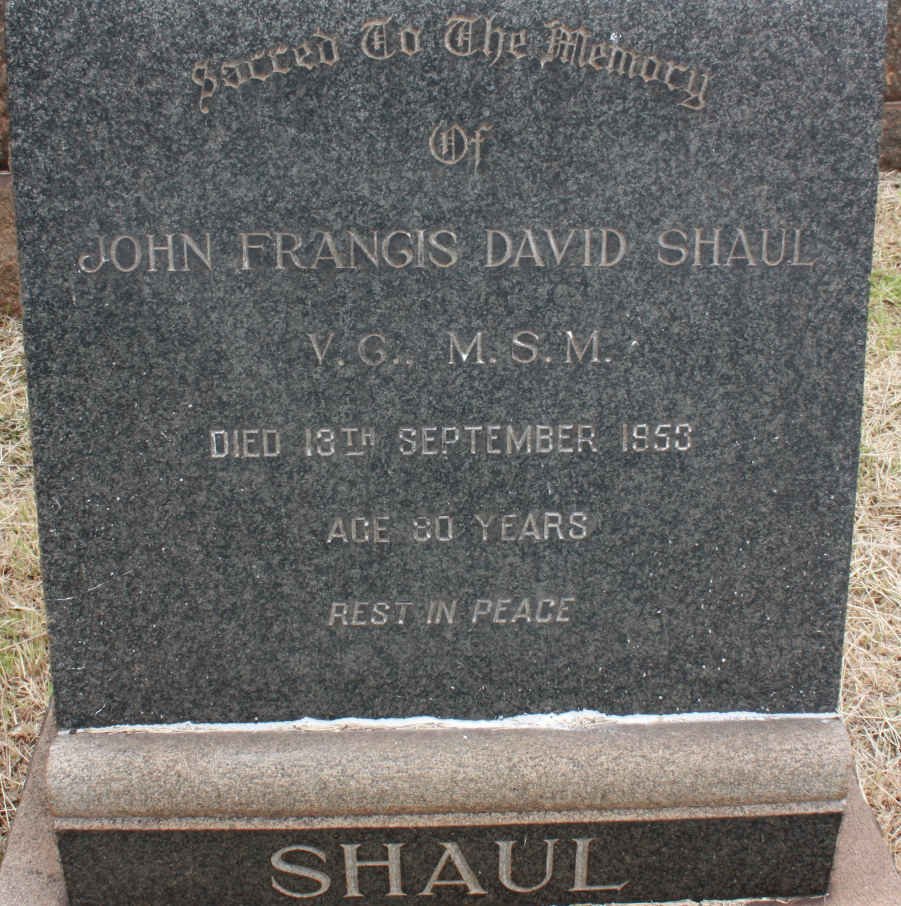 Sacred To The Memory
Of
JOHN FRANCIS DAVID SHAUL
V.C., M.S.M.
DIED 13TH SEPTEMBER 1953
AGE 80 YEARS
REST IN PEACE
SHAUL